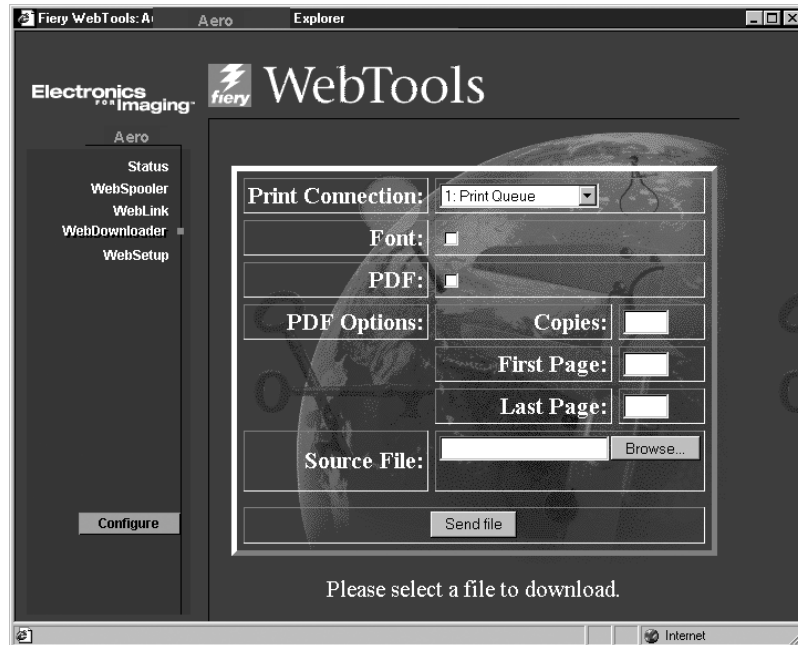 Fiery WebTools: Aero Explorer
Electronics
FOR Imaging
fiery
WebTools
Aero
Status
WebSpooler
WebLink
WebDownloader
WebSetup
Configure
Print Connection: 1: Print Queue
Font:
PDF:
PDF Options: Copies:
First Page:
Last Page:
Source File: Browse...
Send file
Please select a file to download.
Internet